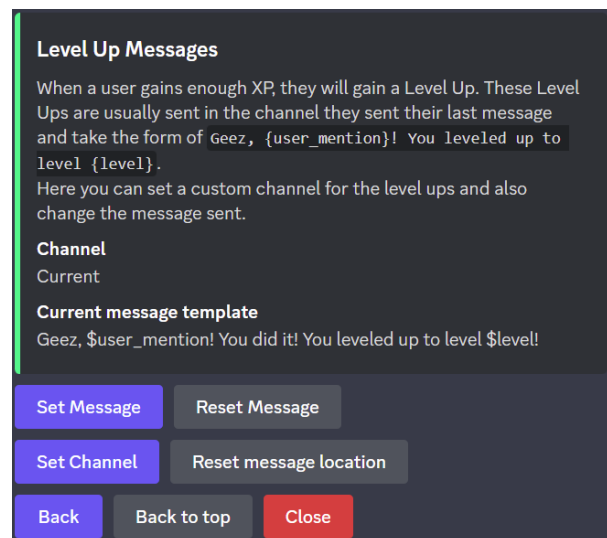 Level Up Messages
When a user gains enough XP, they will gain a Level Up. These Level
Ups are usually sent in the channel they sent their last message
and take the form of Geez, {user_mention}! You leveled up to
level {level}.
Here you can set a custom channel for the level ups and also
change the message sent.
Channel
Current
Current message template
Geez, $user_mention! You did it! You leveled up to level $level!
Set Message Reset Message
Set Channel Reset message location
Back Back to top Close